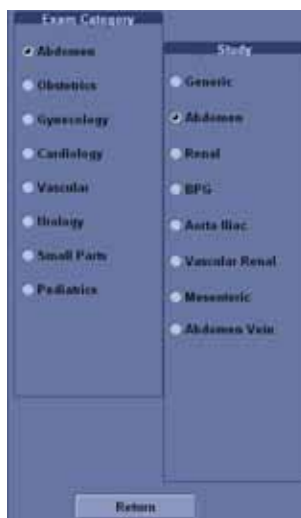 Exam Category
Abdomen
Obstetrics
Gynecology
Cardiology
Vascular
Urology
Small Parts
Pediatrics
Study
Generic
Abdomen
Renal
BPG
Aorta Iliac
Vascular Renal
Mesenteric
Abdomen Vein
Return